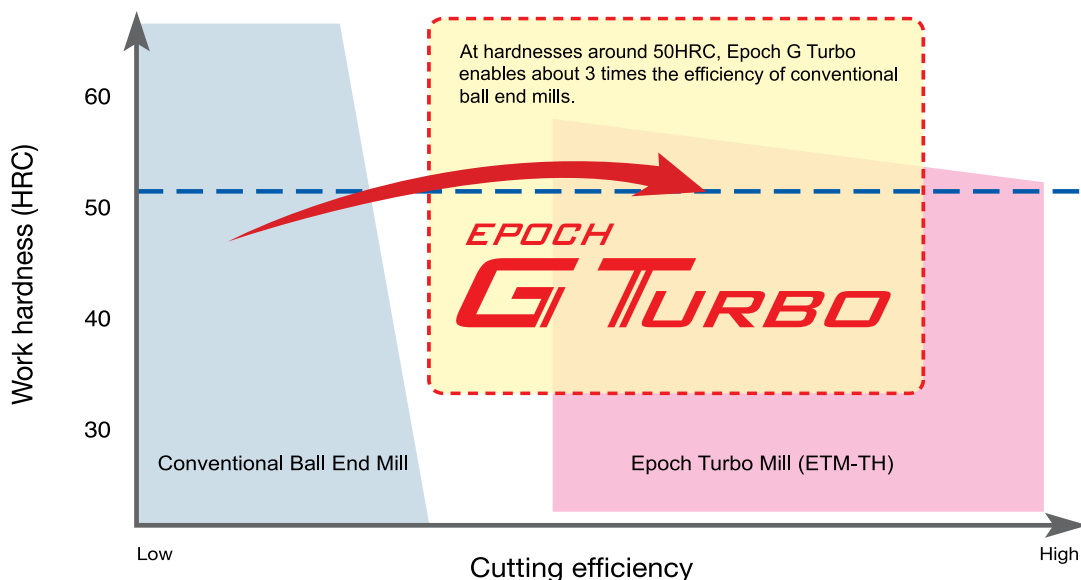 At hardnesses around 50HRC, Epoch G Turbo
enables about 3 times the efficiency of conventional
ball end mills.
Work hardness (HRC)
60
50
40
30
EPOCH
G TURBO
Conventional Ball End Mill
Epoch Turbo Mill (ETM-TH)
Low
High
Cutting efficiency